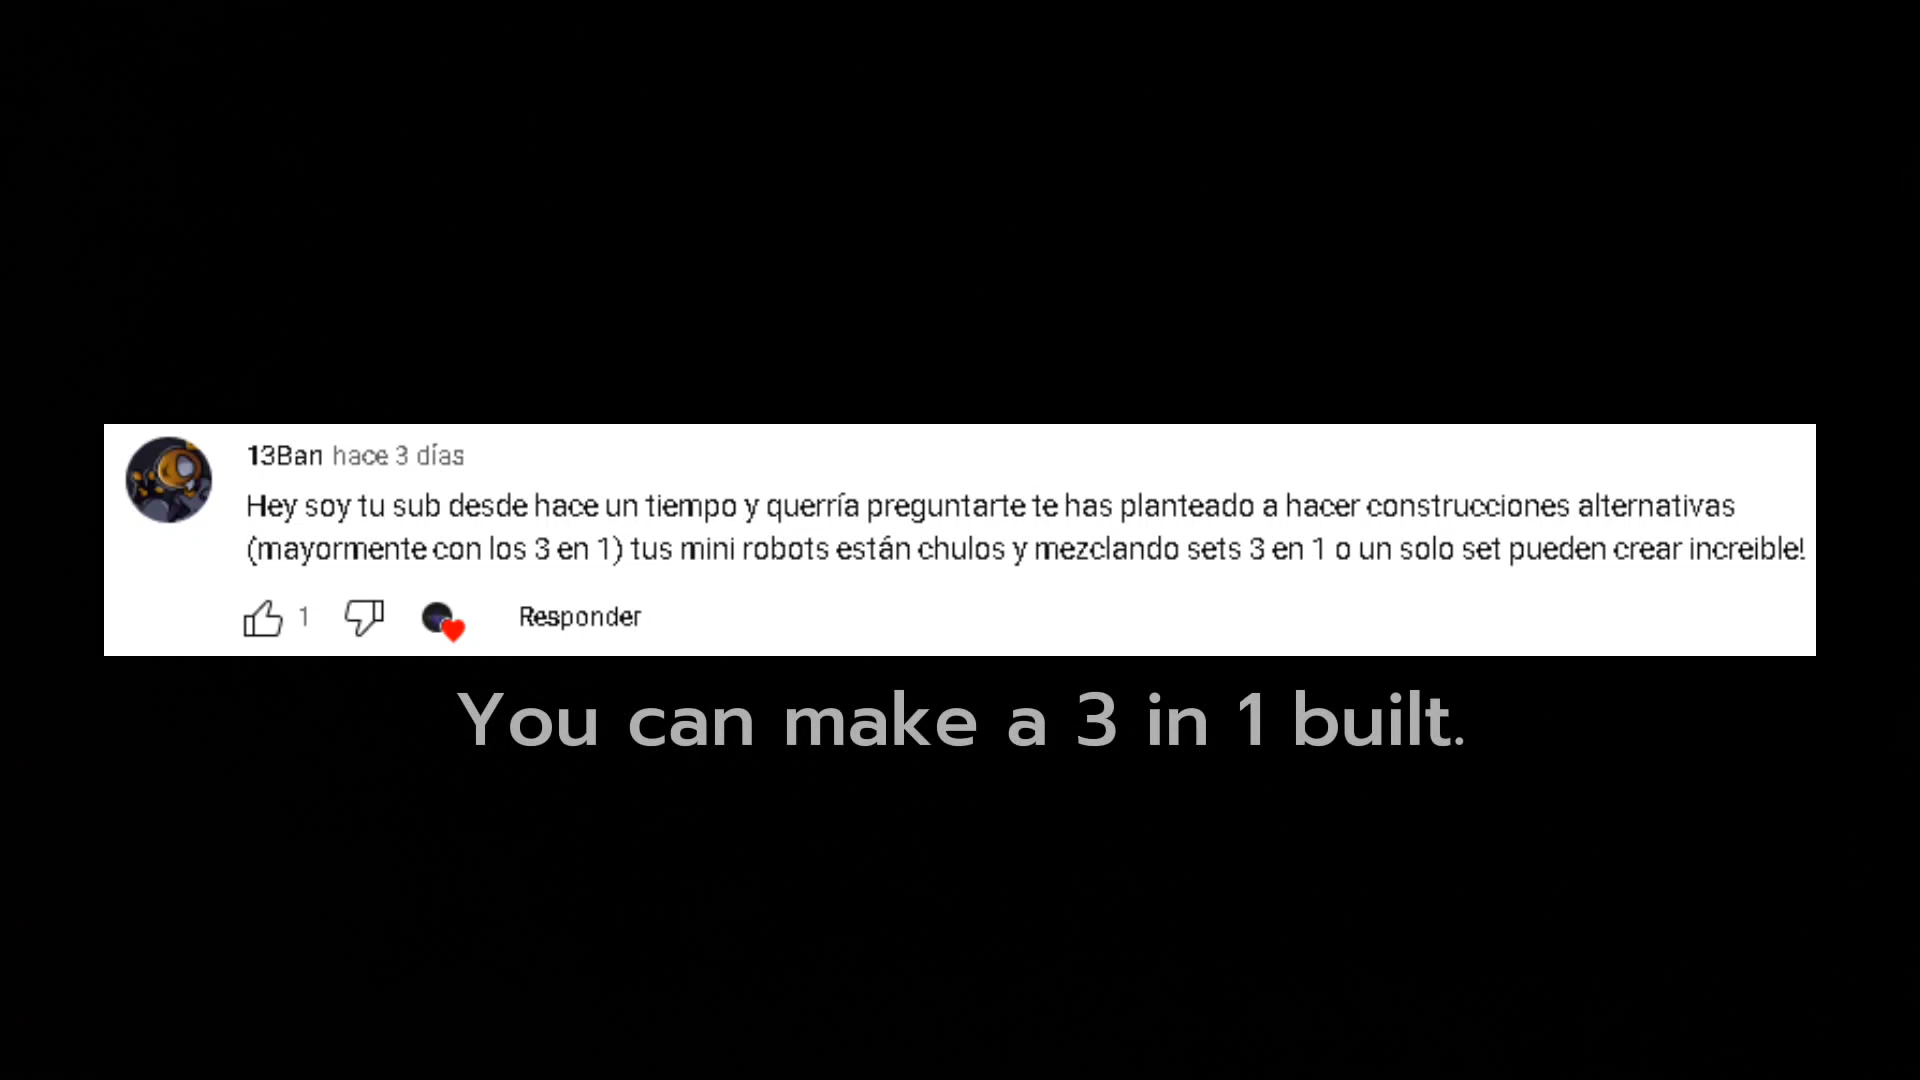 13Ban hace 3 días
Hey soy tu sub desde hace un tiempo y querría preguntarte te has planteado a hacer construcciones alternativas
(mayormente con los 3 en 1) tus mini robots están chulos y mezclando sets 3 en 1 o un solo set pueden crear increible!
1 Responder
You can make a 3 in 1 built.